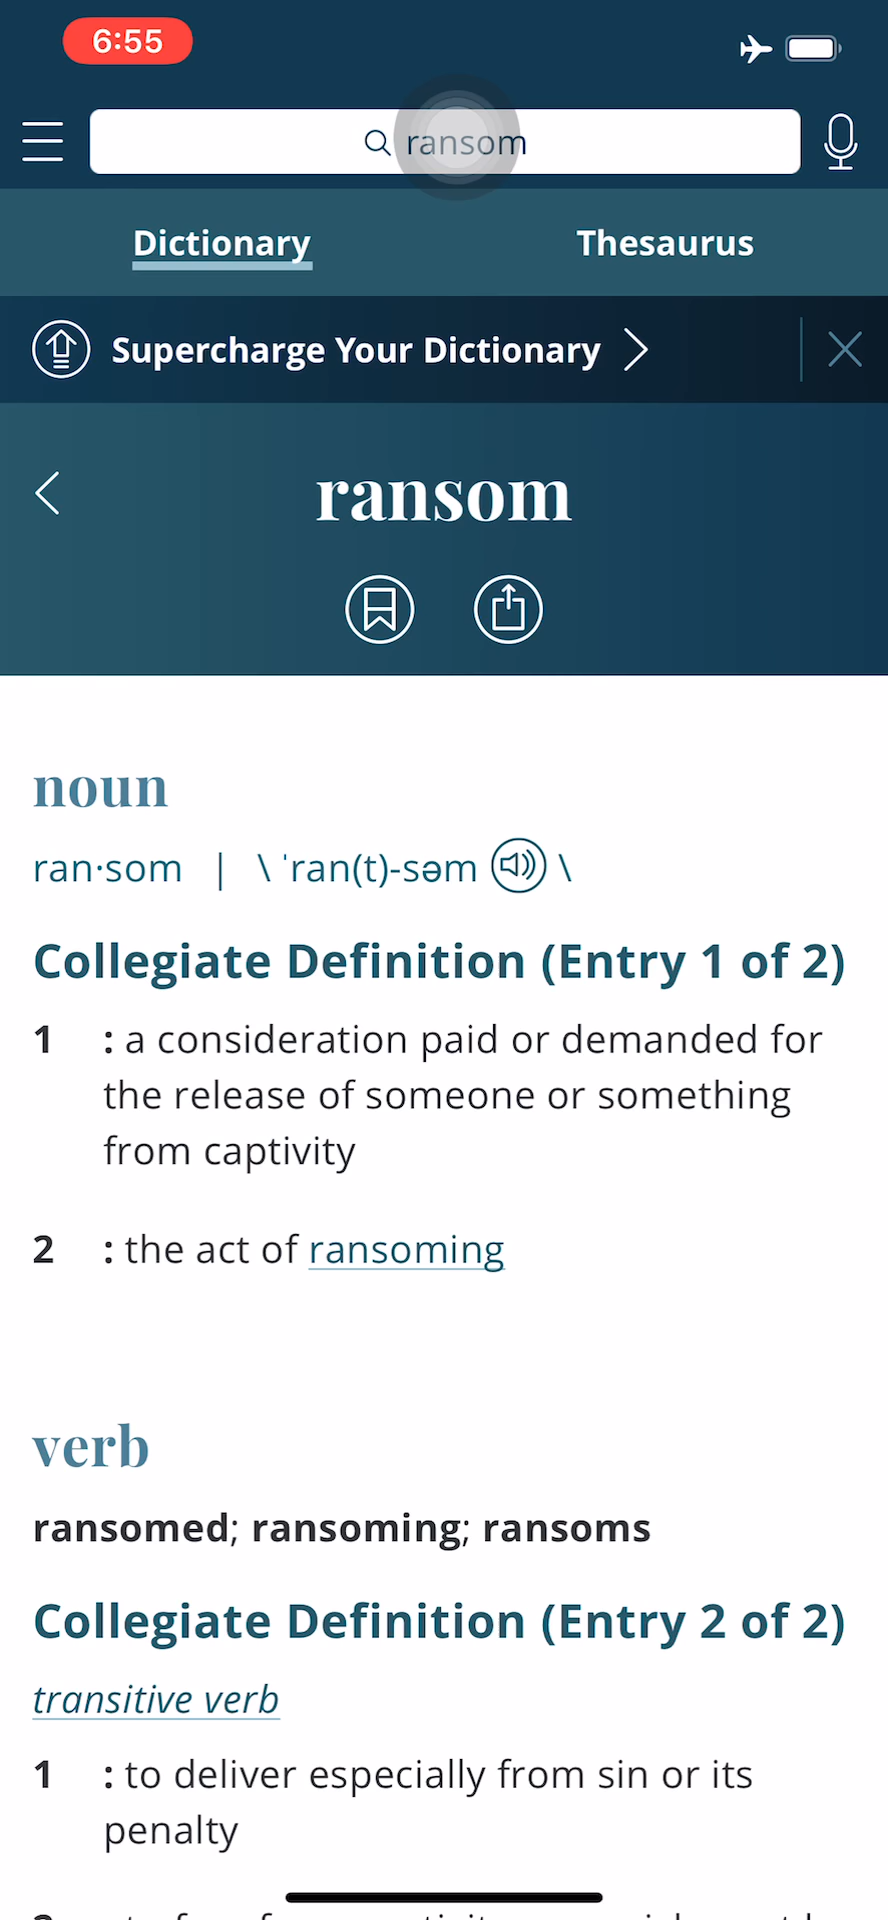 6:55
ransom
Dictionary Thesaurus
Supercharge Your Dictionary
ransom
noun
ran·som | \ ˈran(t)-səm \
Collegiate Definition (Entry 1 of 2)
1 : a consideration paid or demanded for
the release of someone or something
from captivity
2 : the act of ransoming
verb
ransomed; ransoming; ransoms
Collegiate Definition (Entry 2 of 2)
transitive verb
1 : to deliver especially from sin or its
penalty